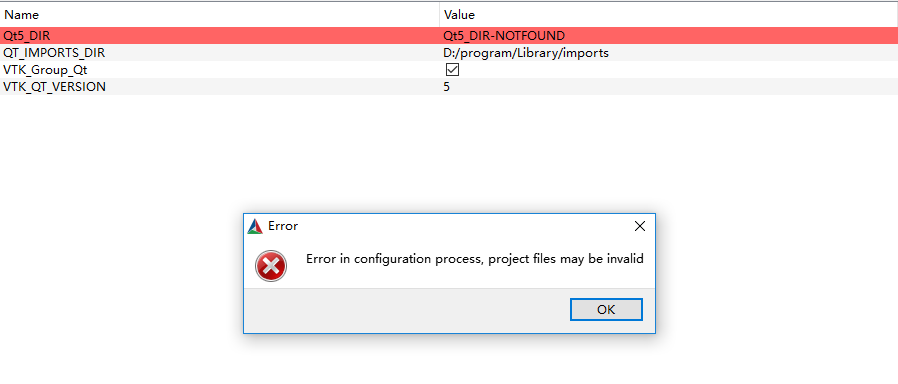 Name Value
Qt5_DIR Qt5_DIR-NOTFOUND
QT_IMPORTS_DIR D:/program/Library/imports
VTK_Group_Qt
VTK_QT_VERSION 5
Error
Error in configuration process, project files may be invalid
OK